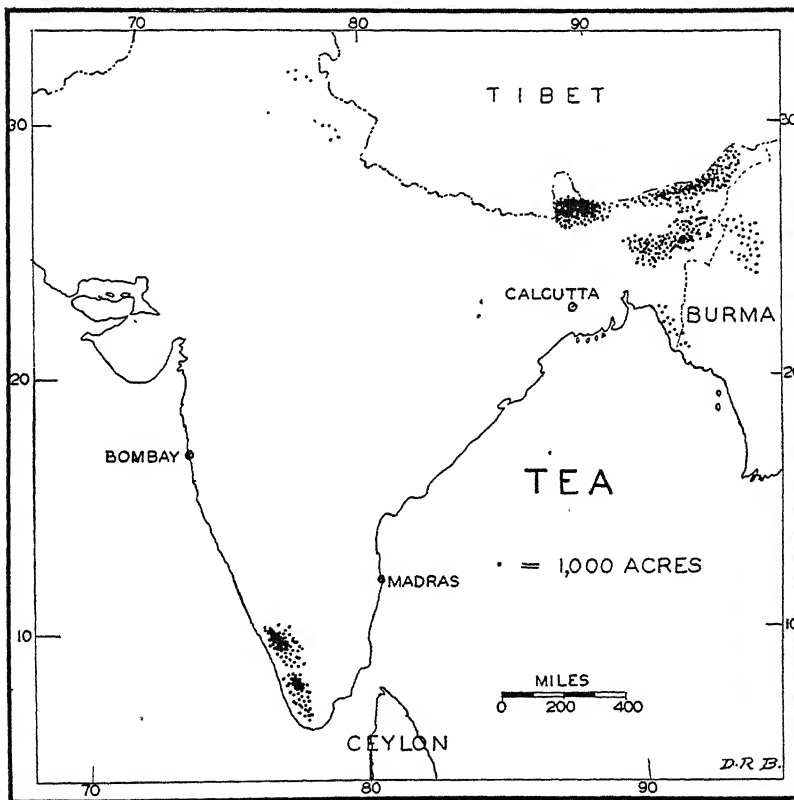 70 80 90
TIBET
30 30
CALCUTTA
BURMA
20 20
BOMBAY
TEA
• = 1,000 ACRES
MADRAS
10 10
MILES
0 200 400
CEYLON
D.R.B.
70 80 90